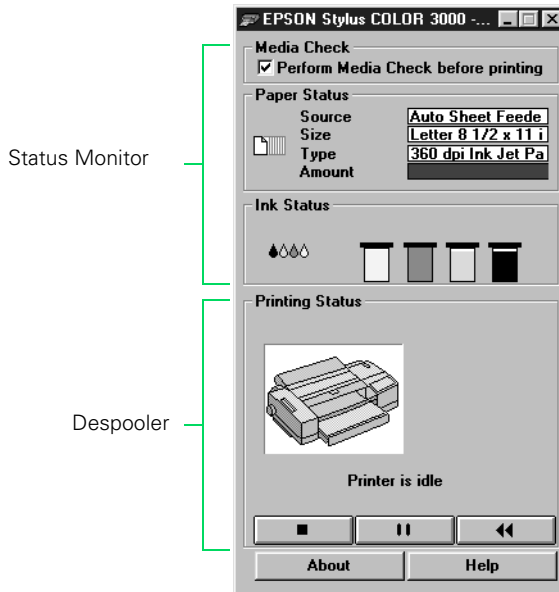 EPSON Stylus COLOR 3000 -...
Media Check
Perform Media Check before printing
Paper Status
Source Auto Sheet Feede
Size Letter 8 1/2 x 11 i
Type 360 dpi Ink Jet Pa
Amount
Status Monitor
Ink Status
Printing Status
Despooler
Printer is idle
About Help